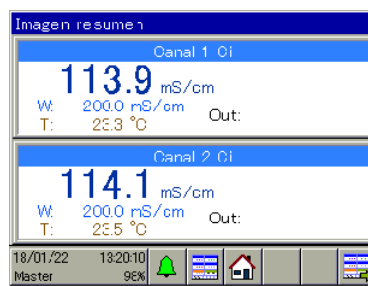 Imagen resumen
Canal 1 Ci
113.9 mS/cm
W: 200.0 mS/cm
Out:
T: 23.3 °C
Canal 2 Ci
114.1 mS/cm
W: 200.0 mS/cm
Out:
T: 23.5 °C
18/01/22 13:20:10
Master 98%